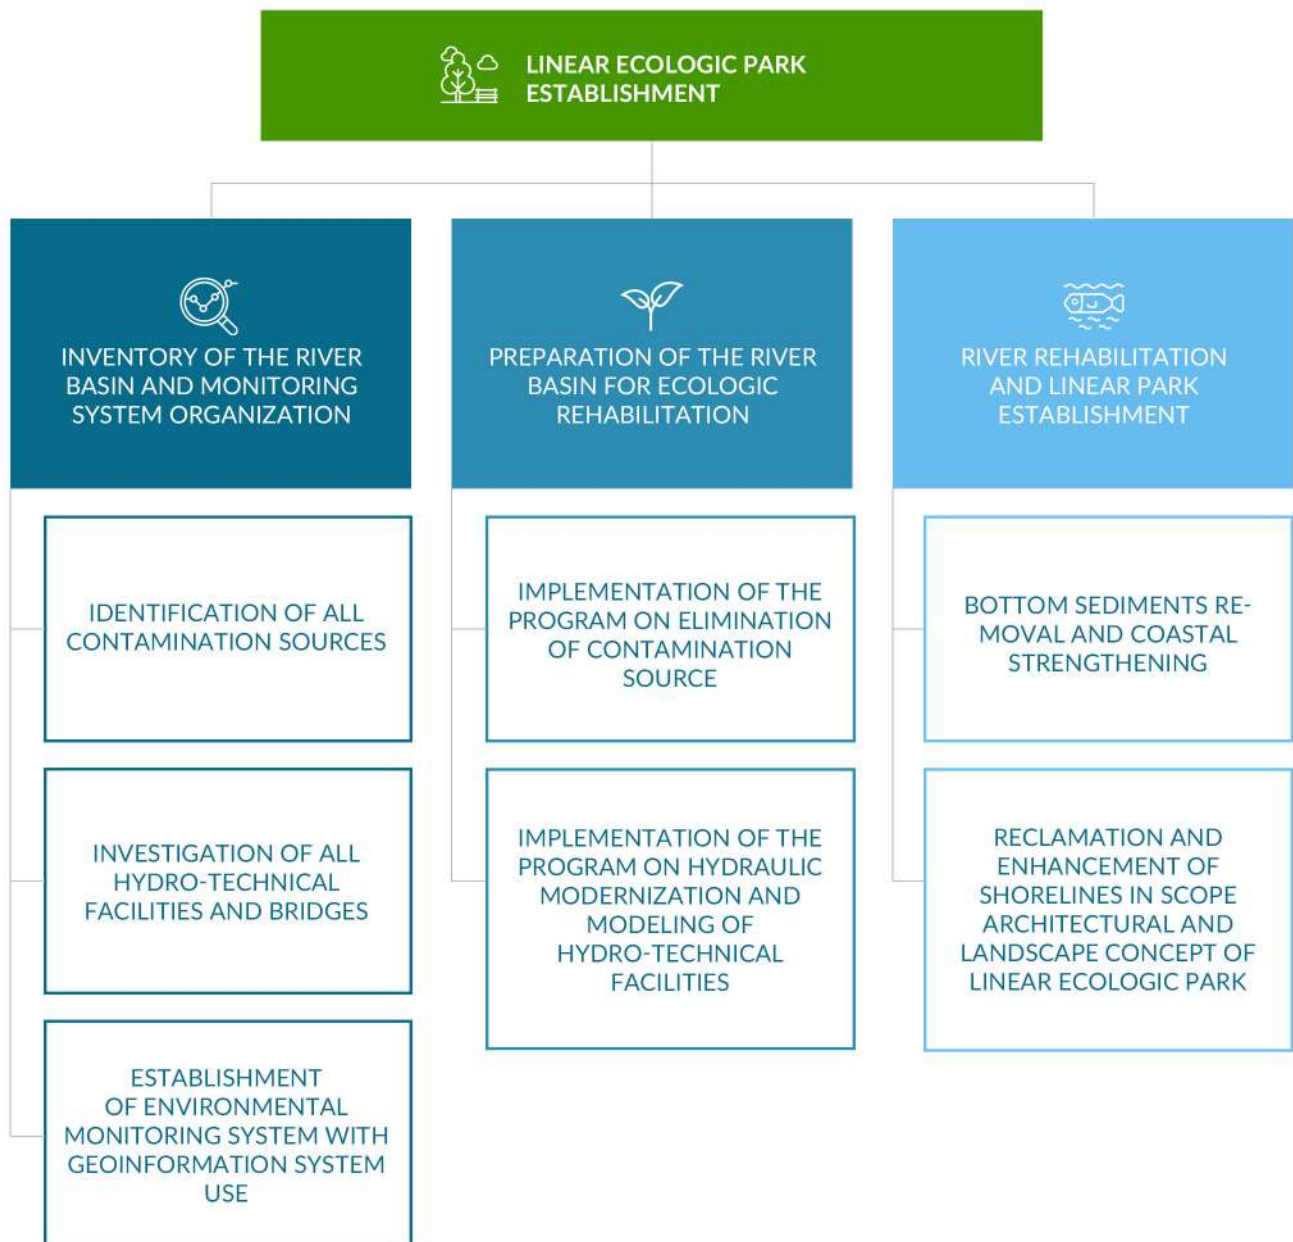 LINEAR ECOLOGIC PARK
ESTABLISHMENT
INVENTORY OF THE RIVER
BASIN AND MONITORING
SYSTEM ORGANIZATION
IDENTIFICATION OF ALL
CONTAMINATION SOURCES
INVESTIGATION OF ALL
HYDRO-TECHNICAL
FACILITIES AND BRIDGES
ESTABLISHMENT
OF ENVIRONMENTAL
MONITORING SYSTEM WITH
GEOINFORMATION SYSTEM
USE
PREPARATION OF THE RIVER
BASIN FOR ECOLOGIC
REHABILITATION
IMPLEMENTATION OF THE
PROGRAM ON ELIMINATION
OF CONTAMINATION
SOURCE
IMPLEMENTATION OF THE
PROGRAM ON HYDRAULIC
MODERNIZATION AND
MODELING OF
HYDRO-TECHNICAL
FACILITIES
RIVER REHABILITATION
AND LINEAR PARK
ESTABLISHMENT
BOTTOM SEDIMENTS RE-
MOVAL AND COASTAL
STRENGTHENING
RECLAMATION AND
ENHANCEMENT OF
SHORELINES IN SCOPE
ARCHITECTURAL AND
LANDSCAPE CONCEPT OF
LINEAR ECOLOGIC PARK